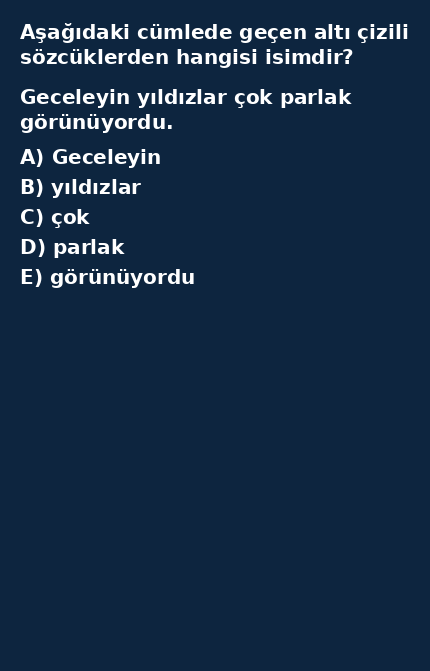 Aşağıdaki cümlede geçen altı çizili
sözcüklerden hangisi isimdir?
Geceleyin yıldızlar çok parlak
görünüyordu.
A) Geceleyin
B) yıldızlar
C) çok
D) parlak
E) görünüyordu